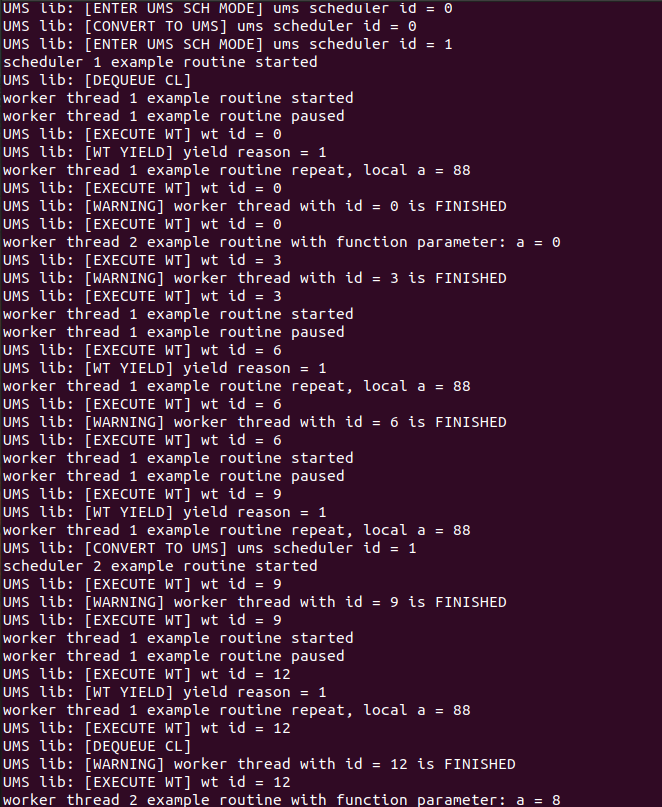 UMS lib: [ENTER UMS SCH MODE] ums scheduler id = 0
UMS lib: [CONVERT TO UMS] ums scheduler id = 0
UMS lib: [ENTER UMS SCH MODE] ums scheduler id = 1
scheduler 1 example routine started
UMS lib: [DEQUEUE CL]
worker thread 1 example routine started
worker thread 1 example routine paused
UMS lib: [EXECUTE WT] wt id = 0
UMS lib: [WT YIELD] yield reason = 1
worker thread 1 example routine repeat, local a = 88
UMS lib: [EXECUTE WT] wt id = 0
UMS lib: [WARNING] worker thread with id = 0 is FINISHED
UMS lib: [EXECUTE WT] wt id = 0
worker thread 2 example routine with function parameter: a = 0
UMS lib: [EXECUTE WT] wt id = 3
UMS lib: [WARNING] worker thread with id = 3 is FINISHED
UMS lib: [EXECUTE WT] wt id = 3
worker thread 1 example routine started
worker thread 1 example routine paused
UMS lib: [EXECUTE WT] wt id = 6
UMS lib: [WT YIELD] yield reason = 1
worker thread 1 example routine repeat, local a = 88
UMS lib: [EXECUTE WT] wt id = 6
UMS lib: [WARNING] worker thread with id = 6 is FINISHED
UMS lib: [EXECUTE WT] wt id = 6
worker thread 1 example routine started
worker thread 1 example routine paused
UMS lib: [EXECUTE WT] wt id = 9
UMS lib: [WT YIELD] yield reason = 1
worker thread 1 example routine repeat, local a = 88
UMS lib: [CONVERT TO UMS] ums scheduler id = 1
scheduler 2 example routine started
UMS lib: [EXECUTE WT] wt id = 9
UMS lib: [WARNING] worker thread with id = 9 is FINISHED
UMS lib: [EXECUTE WT] wt id = 9
worker thread 1 example routine started
worker thread 1 example routine paused
UMS lib: [EXECUTE WT] wt id = 12
UMS lib: [WT YIELD] yield reason = 1
worker thread 1 example routine repeat, local a = 88
UMS lib: [EXECUTE WT] wt id = 12
UMS lib: [DEQUEUE CL]
UMS lib: [WARNING] worker thread with id = 12 is FINISHED
UMS lib: [EXECUTE WT] wt id = 12
worker thread 2 example routine with function parameter: a = 8